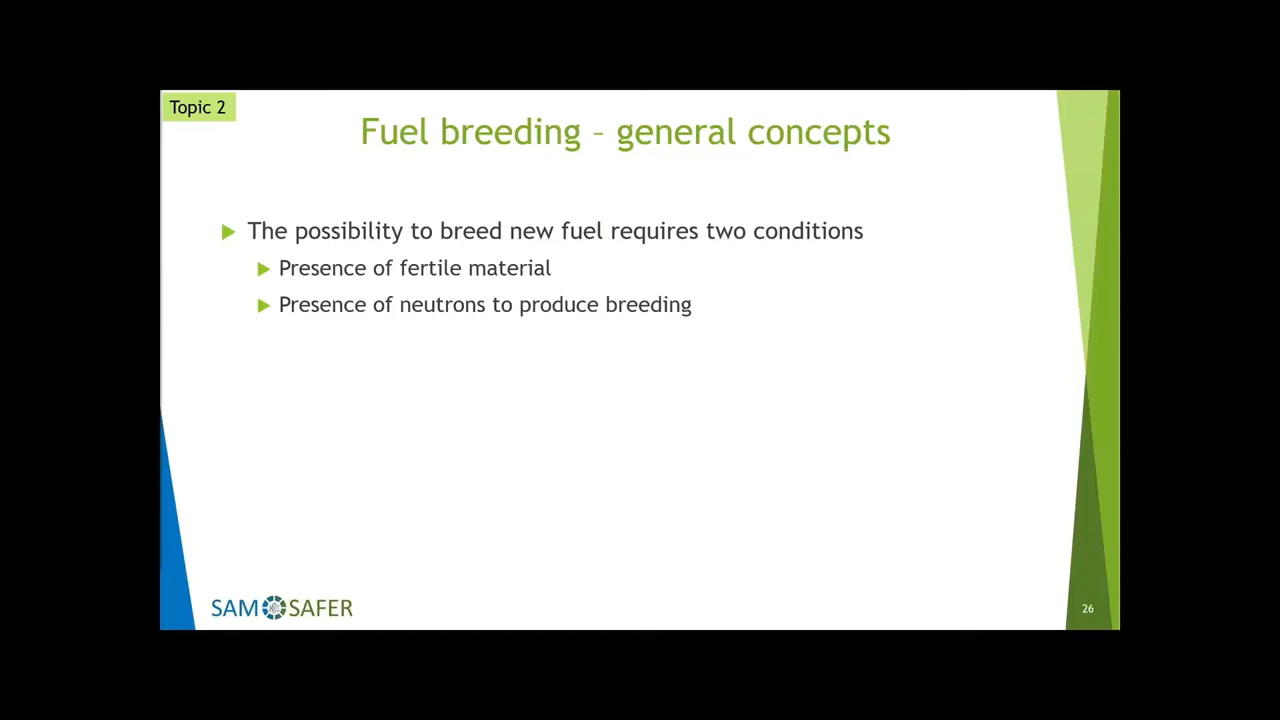 Topic 2
Fuel breeding – general concepts
The possibility to breed new fuel requires two conditions
Presence of fertile material
Presence of neutrons to produce breeding
SAM SAFER
26